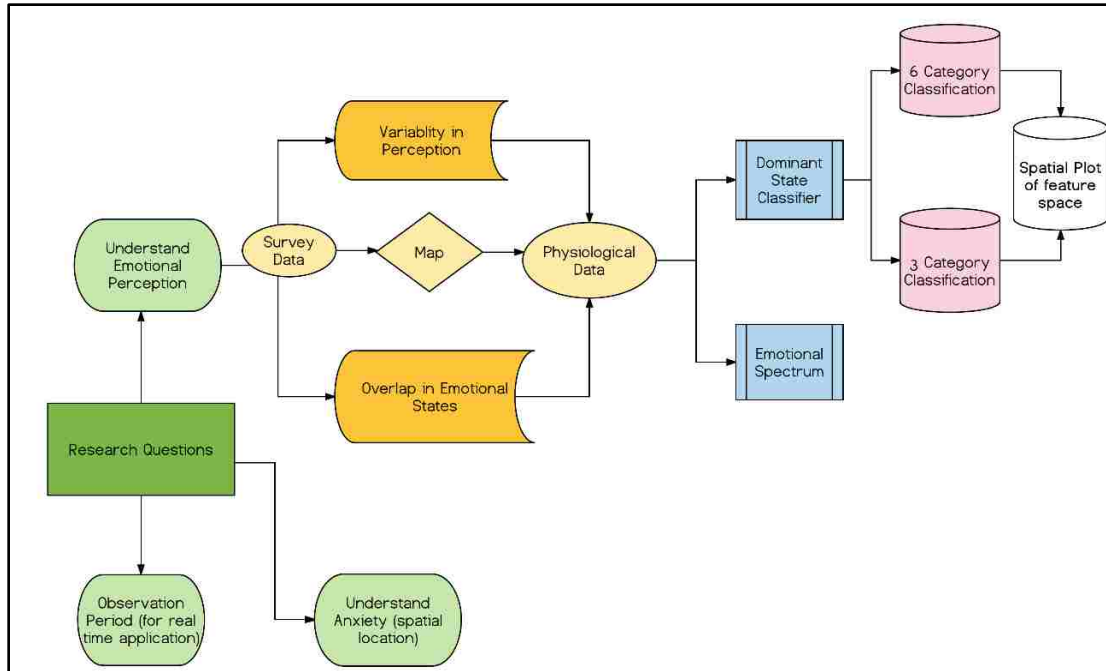 Understand
Emotional
Perception
Survey
Data
Variablity in
Perception
Map
Overlap in Emotional
States
Physiological
Data
Dominant
State
Classifier
Emotional
Spectrum
6 Category
Classification
3 Category
Classification
Spatial Plot
of feature
space
Research Questions
Observation
Period (for real
time application)
Understand
Anxiety (spatial
location)